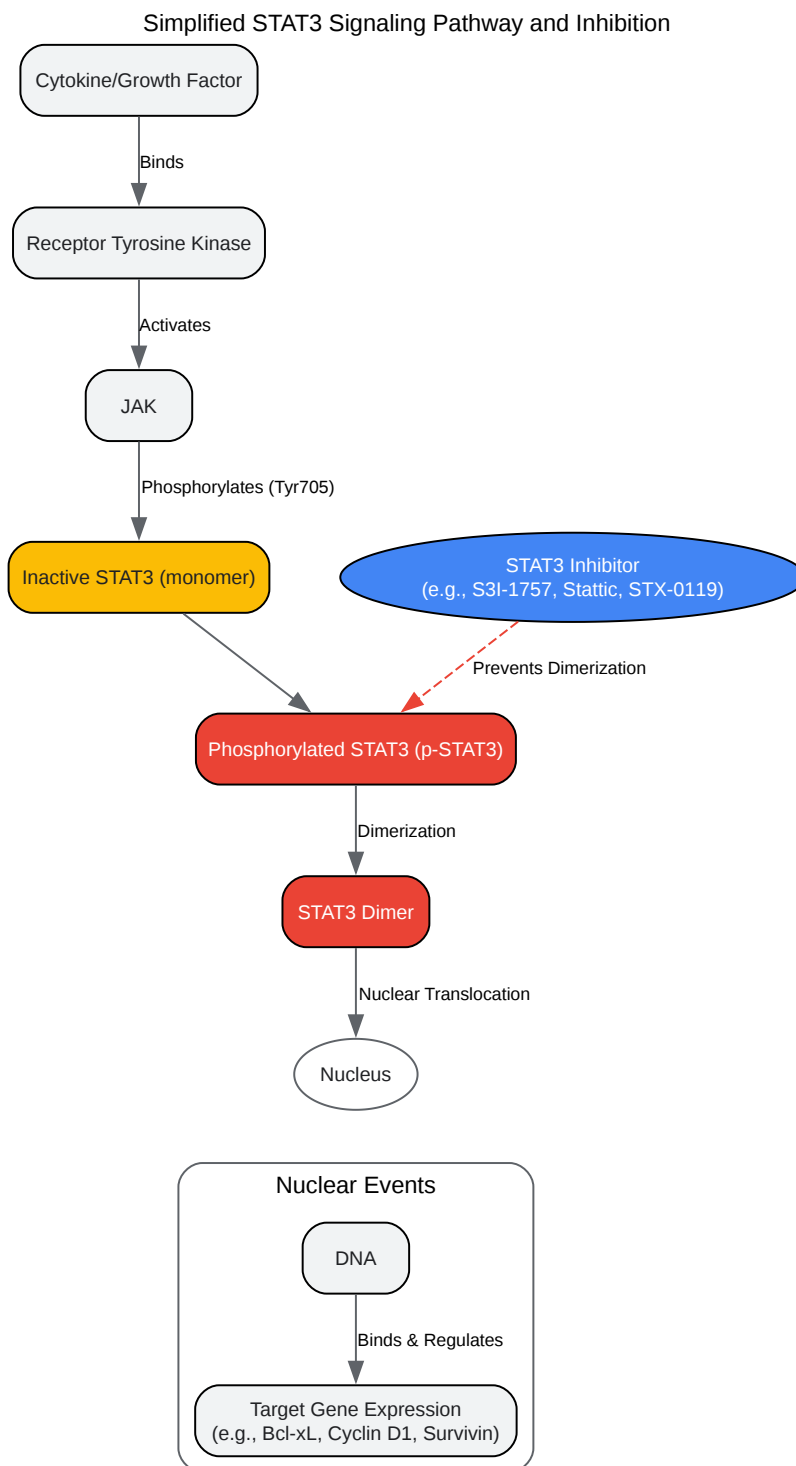 Simplified STAT3 Signaling Pathway and Inhibition
Cytokine/Growth Factor
Binds
Receptor Tyrosine Kinase
Activates
JAK
Phosphorylates (Tyr705)
Inactive STAT3 (monomer)
STAT3 Inhibitor
(e.g., S3I-1757, Stattic, STX-0119)
Prevents Dimerization
Phosphorylated STAT3 (p-STAT3)
Dimerization
STAT3 Dimer
Nuclear Translocation
Nucleus
Nuclear Events
DNA
Binds & Regulates
Target Gene Expression
(e.g., Bcl-xL, Cyclin D1, Survivin)